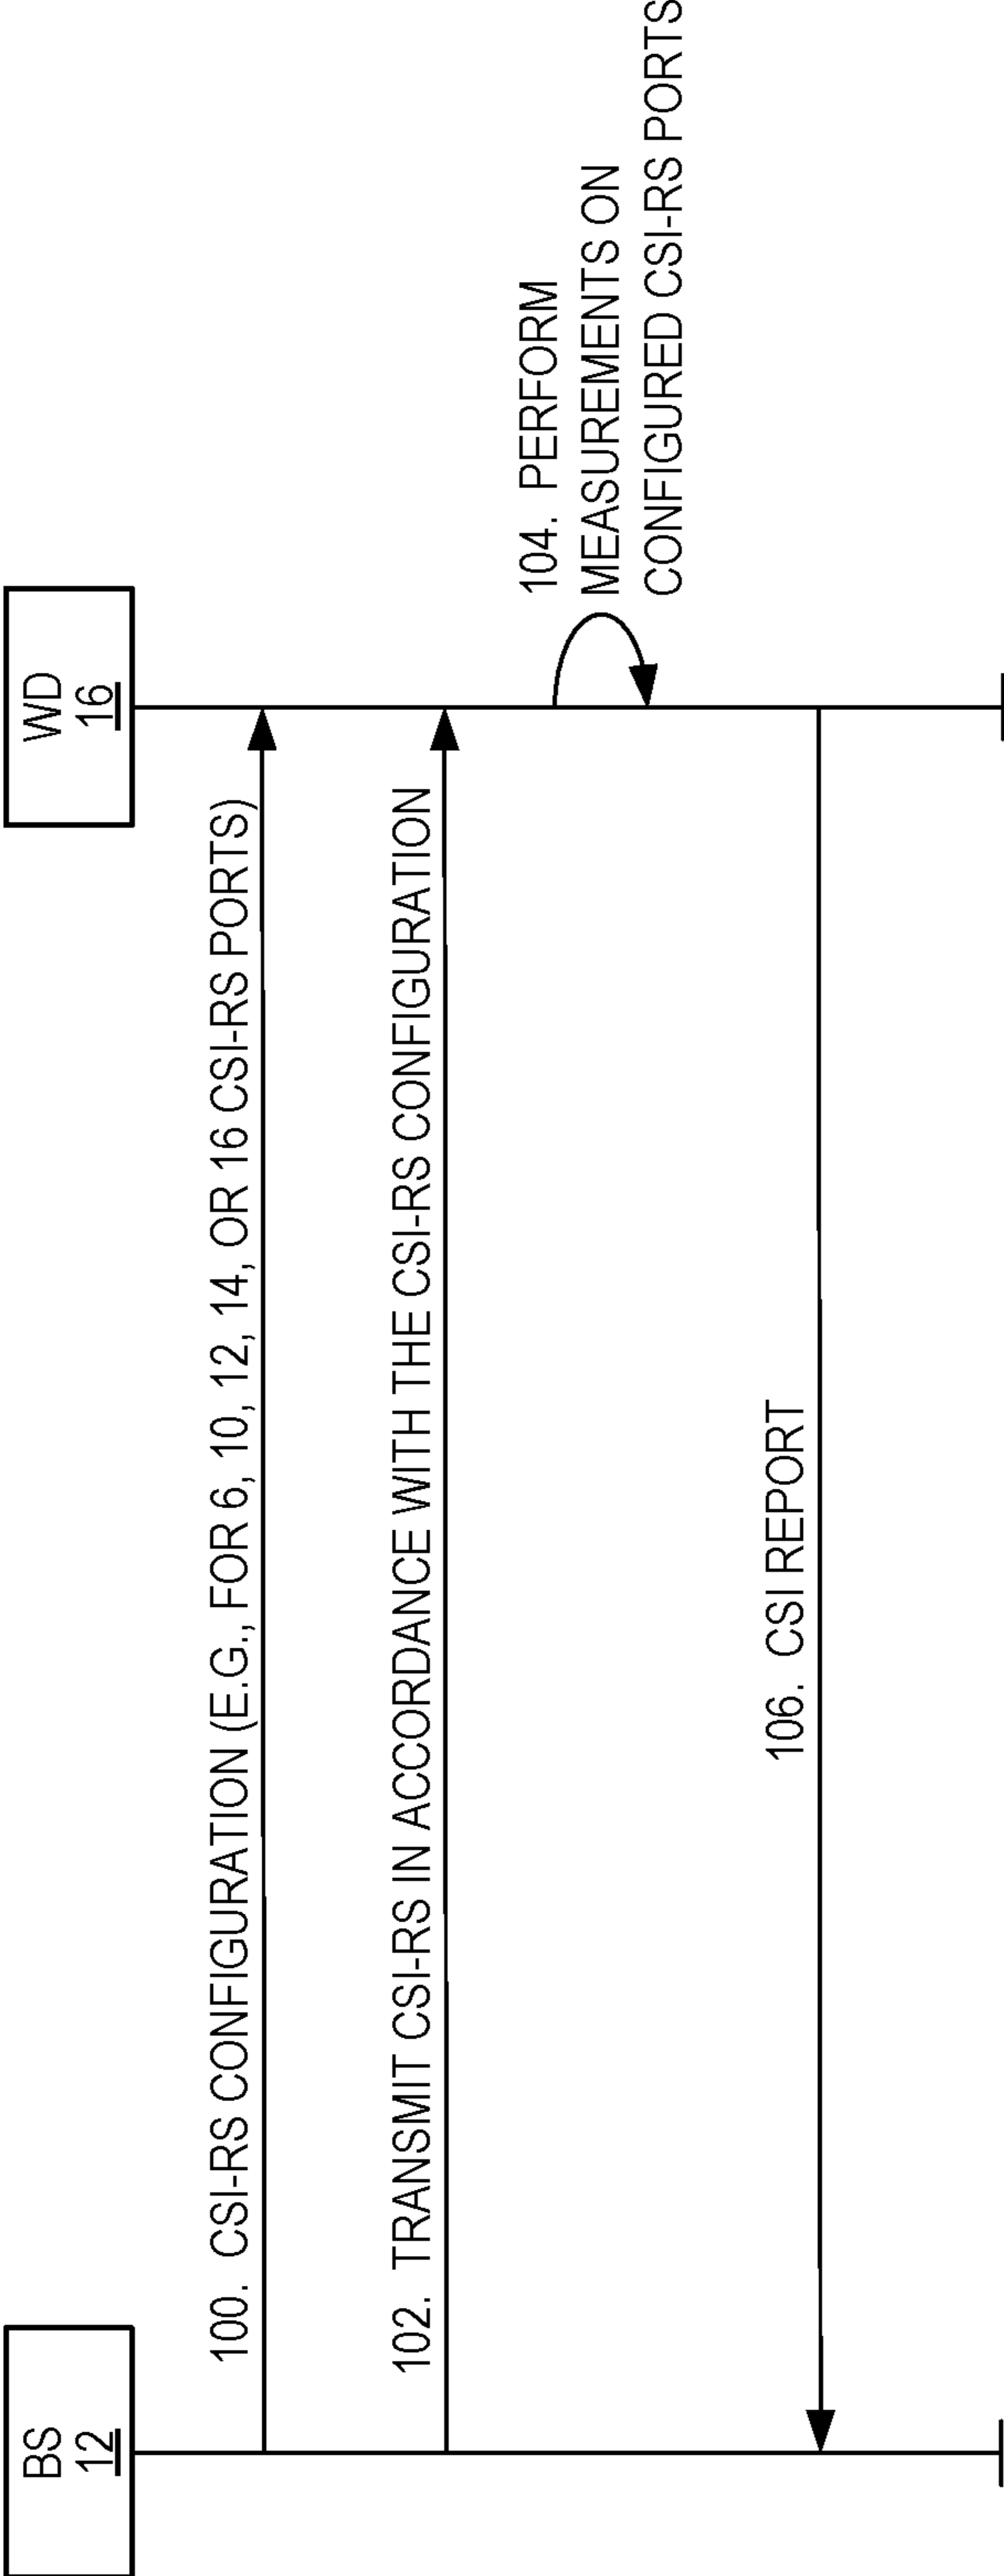 BS
12
WD
16
100. CSI-RS CONFIGURATION (E.G., FOR 6, 10, 12, 14, OR 16 CSI-RS PORTS)
102. TRANSMIT CSI-RS IN ACCORDANCE WITH THE CSI-RS CONFIGURATION
104. PERFORM
MEASUREMENTS ON
CONFIGURED CSI-RS PORTS
106. CSI REPORT